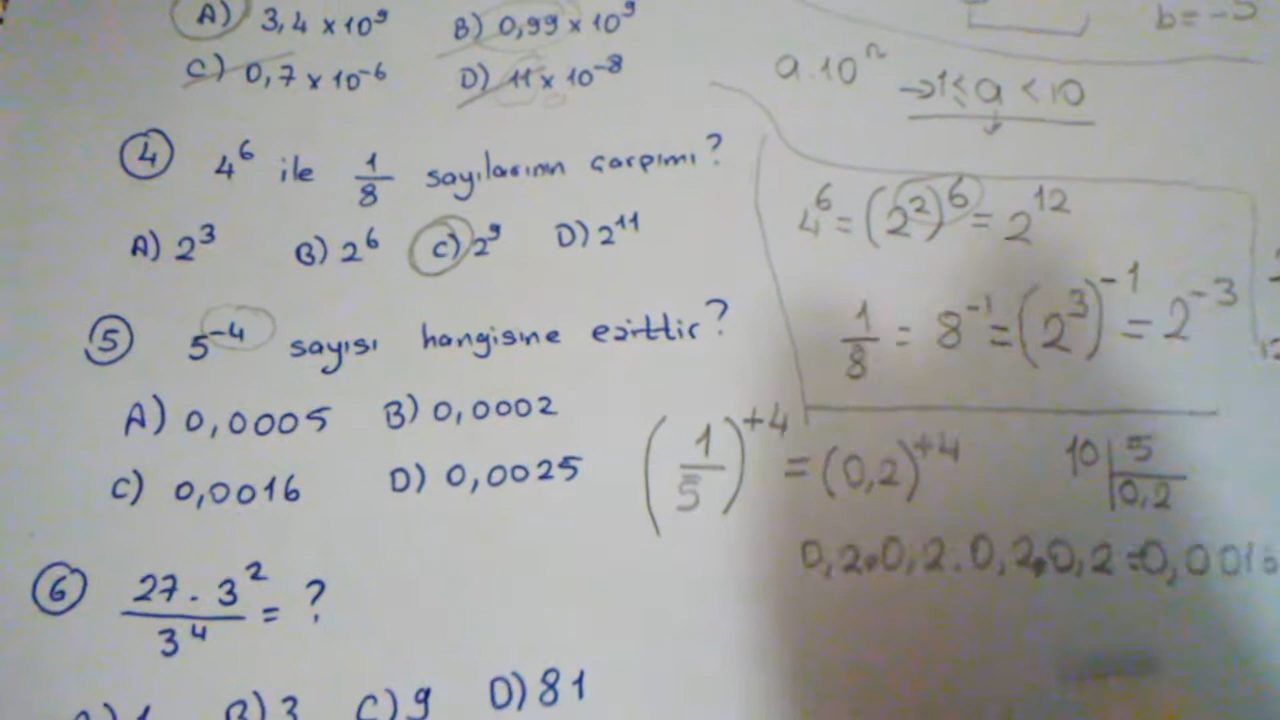 A) 3,4 x 10⁹ B) 0,99 x 10⁹
C) 0,7 x 10⁻⁶ D) 11 x 10⁻⁸
b = -5
a.10ⁿ → 1 ≤ a < 10
④ 4⁶ ile 1/8 sayılarının çarpımı?
A) 2³ B) 2⁶ C) 2⁹ D) 2¹¹
4⁶ = (2²)⁶ = 2¹²
1/8 = 8⁻¹ = (2³)⁻¹ = 2⁻³
⑤ 5⁻⁴ sayısı hangisine eşittir?
A) 0,0005 B) 0,0002
C) 0,0016 D) 0,0025
(1/5)⁺⁴ = (0,2)⁺⁴ 10 | 5
0,2
0,2.0,2.0,2.0,2 = 0,0016
⑥ 27 . 3² / 3⁴ = ?
A) 1 B) 3 C) 9 D) 81